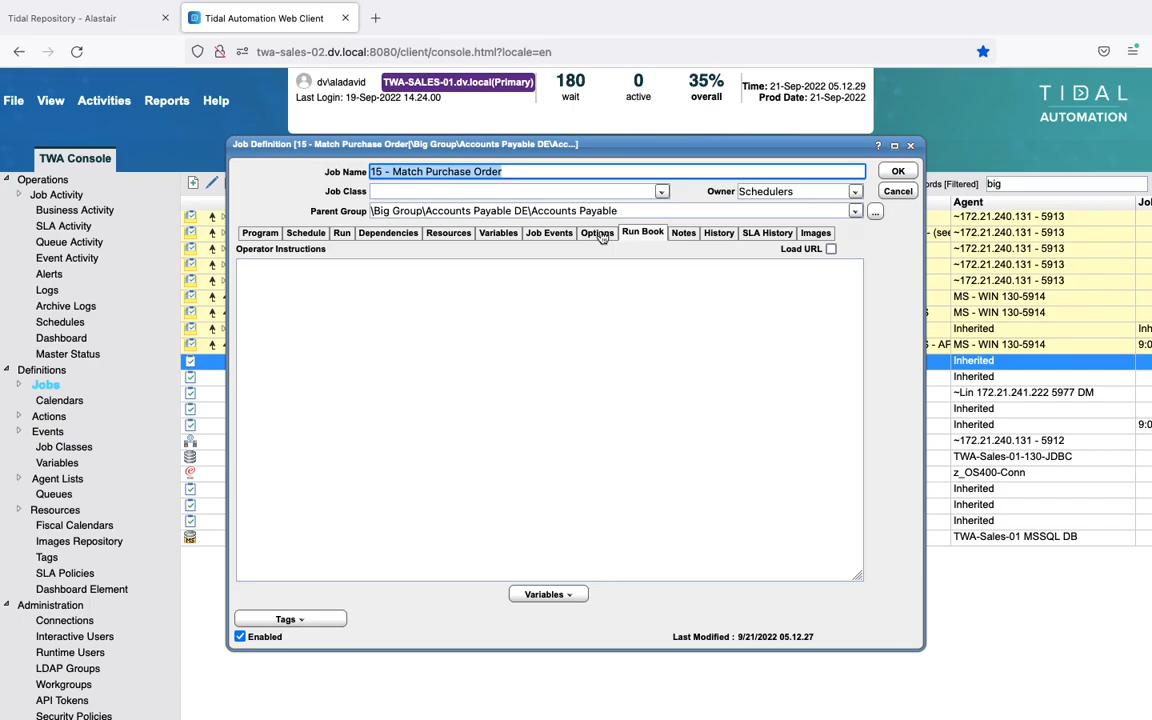 Tidal Repository - Alastair
Tidal Automation Web Client
twa-sales-02.dv.local:8080/client/console.html?locale=en
File View Activities Reports Help
dv\aladavid TWA-SALES-01.dv.local(Primary)
Last Login: 19-Sep-2022 14.24.00
180 0 35%
wait active overall
Time: 21-Sep-2022 05.12.29
Prod Date: 21-Sep-2022
TIDAL
AUTOMATION
TWA Console
Operations
Job Activity
Business Activity
SLA Activity
Queue Activity
Event Activity
Alerts
Logs
Archive Logs
Schedules
Dashboard
Master Status
Definitions
Jobs
Calendars
Actions
Events
Job Classes
Variables
Agent Lists
Queues
Resources
Fiscal Calendars
Images Repository
Tags
SLA Policies
Dashboard Element
Administration
Connections
Interactive Users
Runtime Users
LDAP Groups
Workgroups
API Tokens
Security Policies
Job Definition [15 - Match Purchase Order[\Big Group\Accounts Payable DE\Acc...]
Job Name 15 - Match Purchase Order OK
Job Class Owner Schedulers Cancel
Parent Group \Big Group\Accounts Payable DE\Accounts Payable ...
Program Schedule Run Dependencies Resources Variables Job Events Options Run Book Notes History SLA History Images
Operator Instructions Load URL
Variables
Tags
Enabled Last Modified : 9/21/2022 05.12.27
[Filtered] big
Agent
~172.21.240.131 - 5913
~172.21.240.131 - 5913
~172.21.240.131 - 5913
~172.21.240.131 - 5913
~172.21.240.131 - 5913
MS - WIN 130-5914
MS - WIN 130-5914
Inherited
- AP MS - WIN 130-5914 9:0
Inherited
Inherited
~Lin 172.21.241.222 5977 DM
Inherited
Inherited 9:0
~172.21.240.131 - 5912
TWA-Sales-01-130-JDBC
z_OS400-Conn
Inherited
Inherited
Inherited
TWA-Sales-01 MSSQL DB